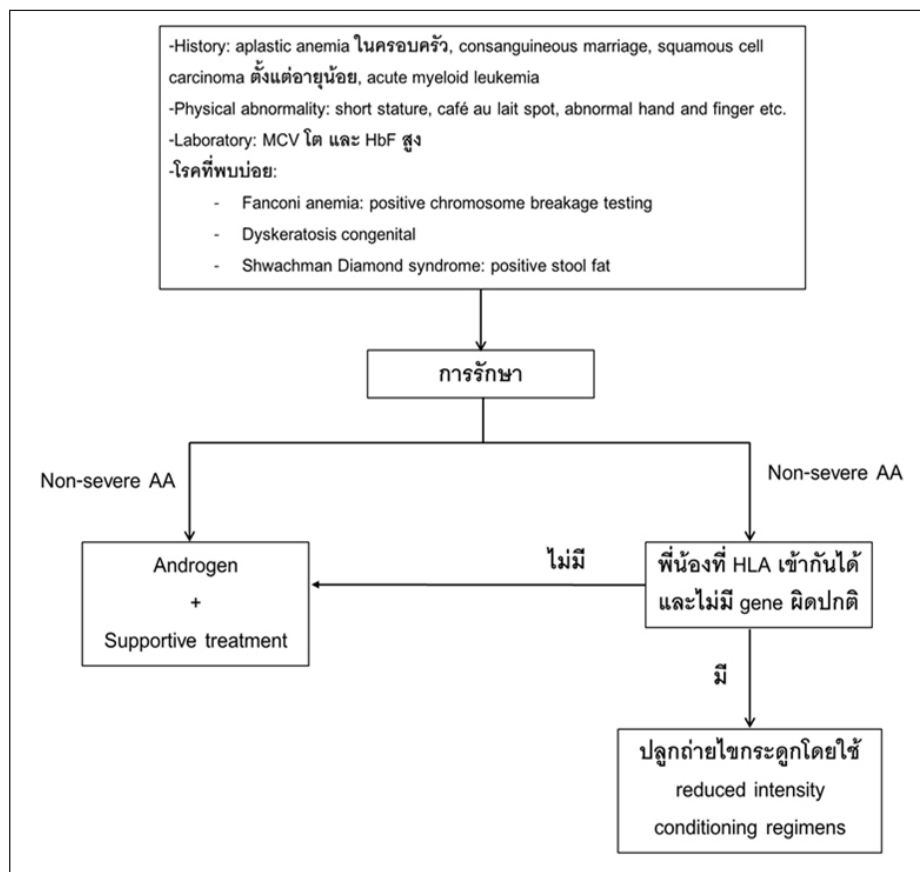 -History: aplastic anemia ในครอบครัว, consanguineous marriage, squamous cell
carcinoma ตั้งแต่อายุน้อย, acute myeloid leukemia
-Physical abnormality: short stature, café au lait spot, abnormal hand and finger etc.
-Laboratory: MCV โต และ HbF สูง
-โรคที่พบบ่อย:
- Fanconi anemia: positive chromosome breakage testing
- Dyskeratosis congenital
- Shwachman Diamond syndrome: positive stool fat
การรักษา
Non-severe AA
Non-severe AA
Androgen
+
Supportive treatment
ไม่มี
พี่น้องที่ HLA เข้ากันได้
และไม่มี gene ผิดปกติ
มี
ปลูกถ่ายไขกระดูกโดยใช้
reduced intensity
conditioning regimens